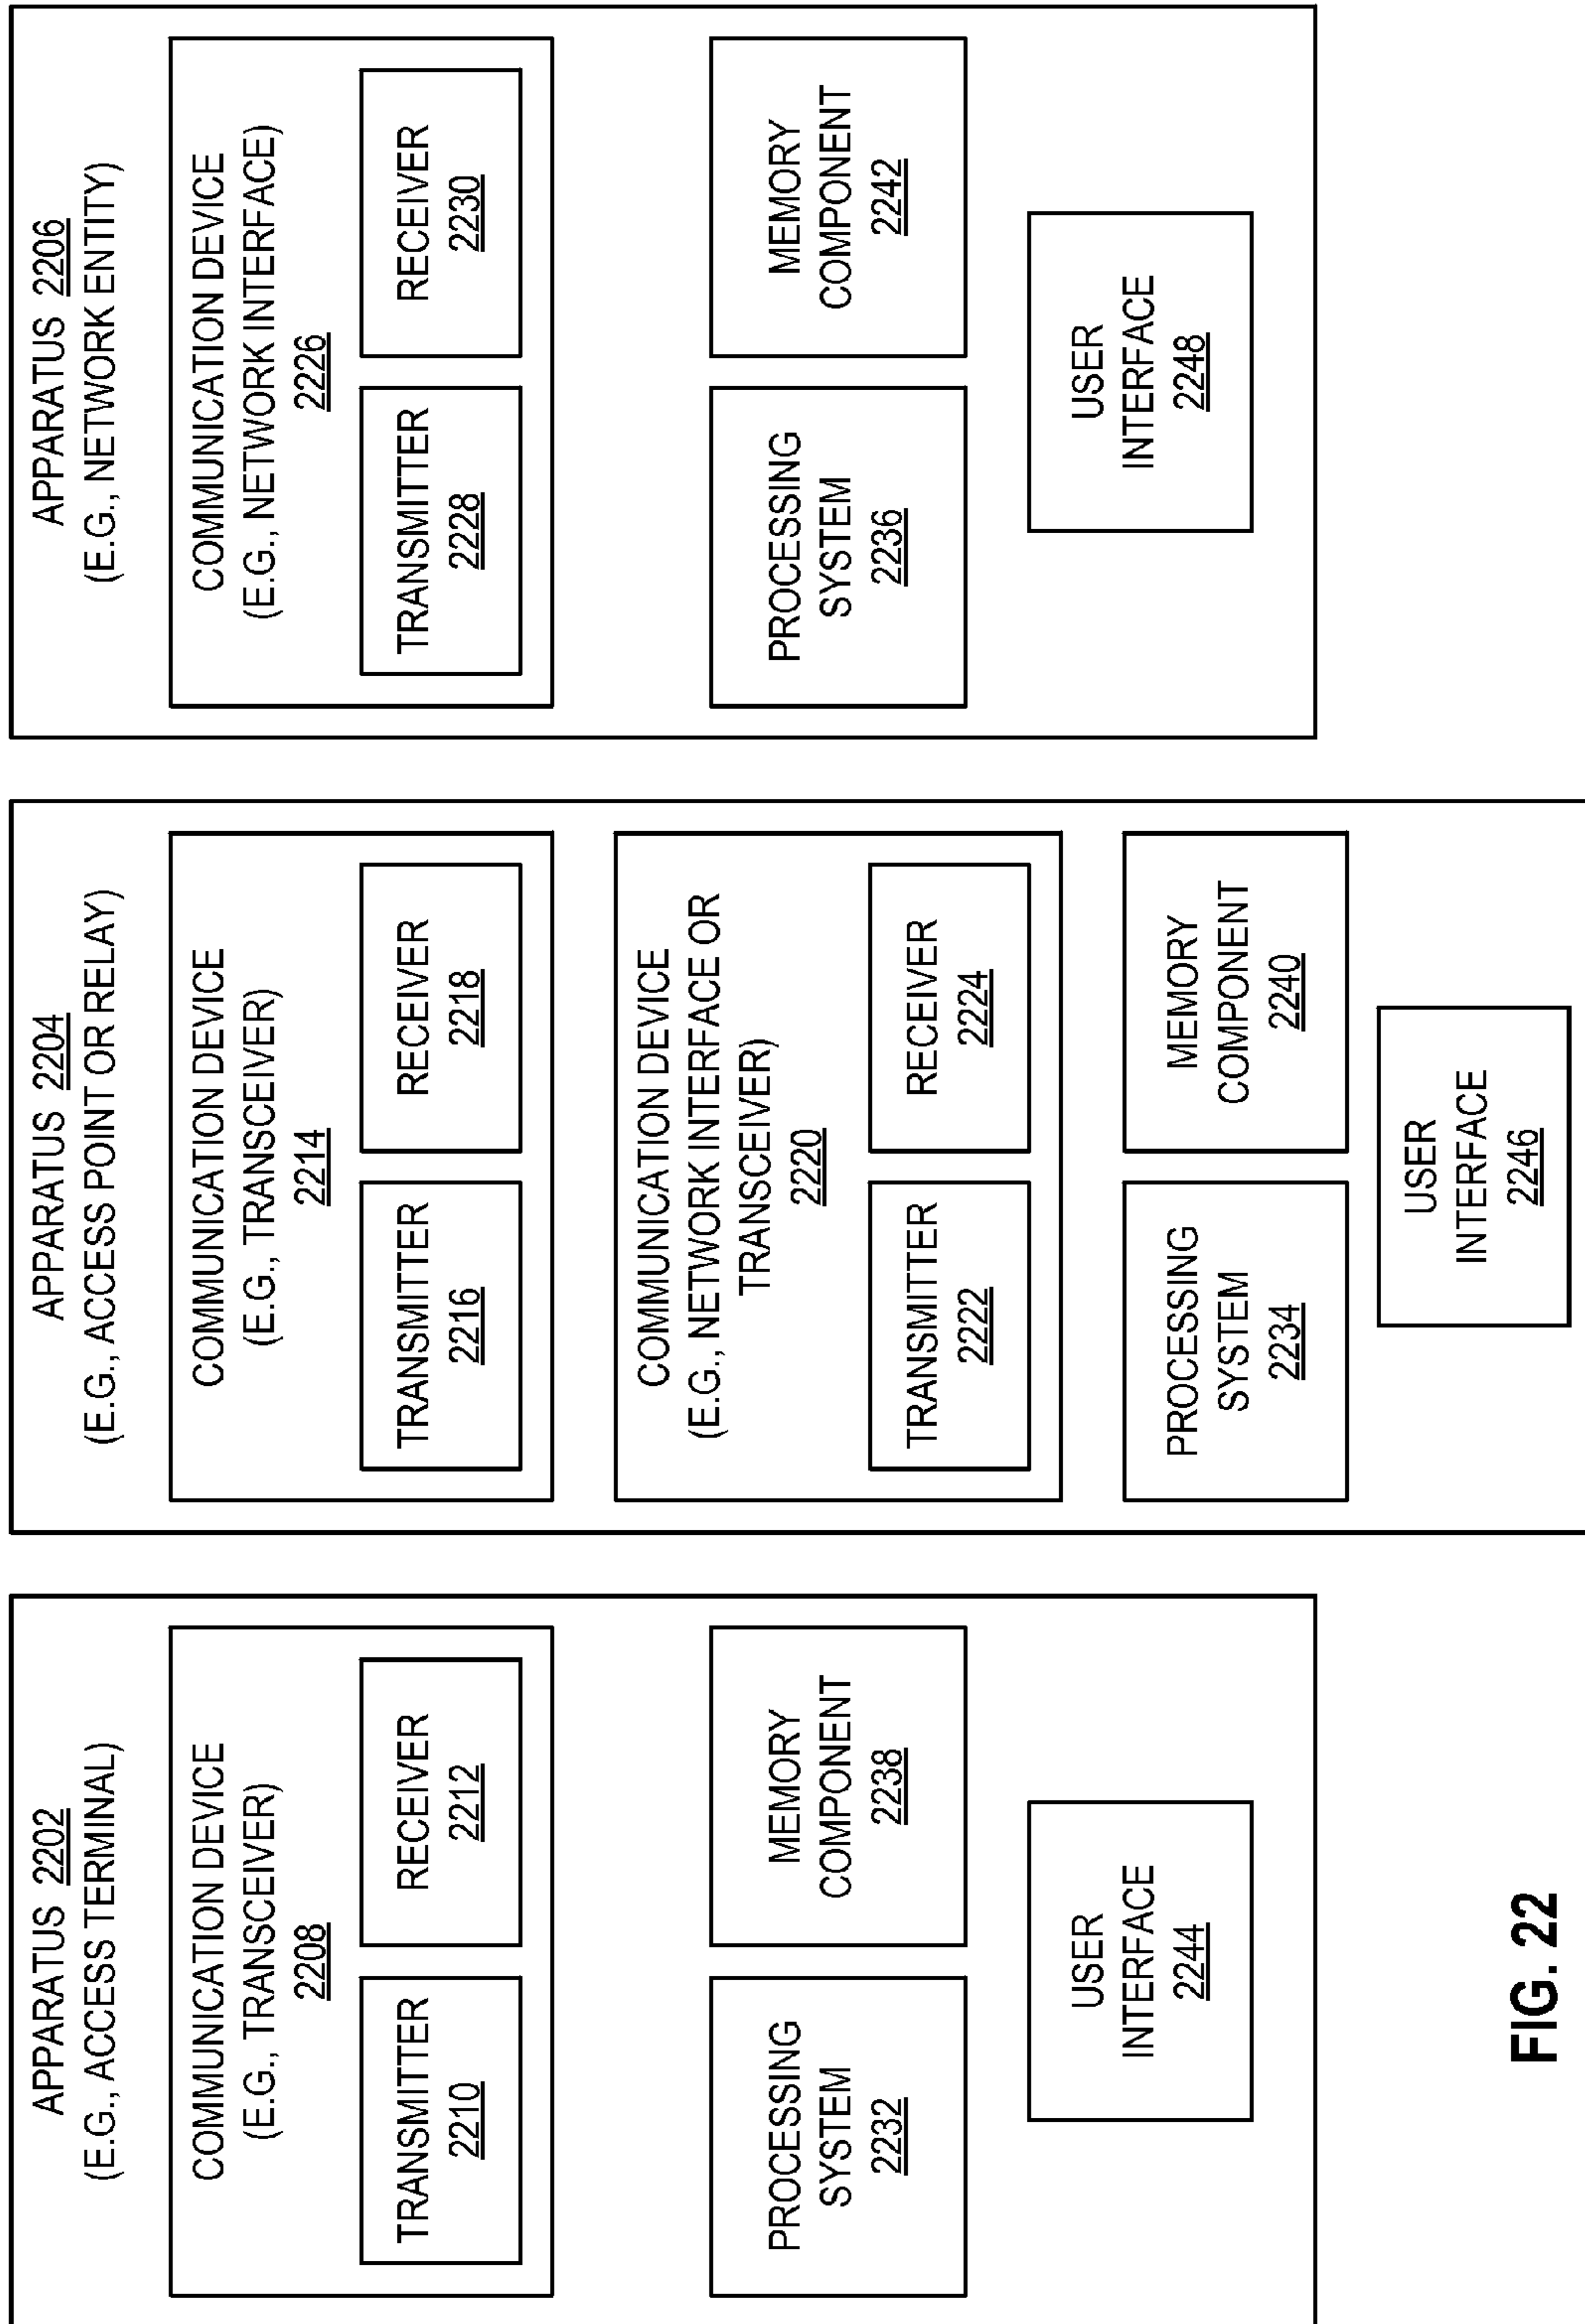 APPARATUS 2202
(E.G., ACCESS TERMINAL)
COMMUNICATION DEVICE
(E.G., TRANSCEIVER)
2208
TRANSMITTER
2210
RECEIVER
2212
PROCESSING
SYSTEM
2232
MEMORY
COMPONENT
2238
USER
INTERFACE
2244
APPARATUS 2204
(E.G., ACCESS POINT OR RELAY)
COMMUNICATION DEVICE
(E.G., TRANSCEIVER)
2214
TRANSMITTER
2216
RECEIVER
2218
COMMUNICATION DEVICE
(E.G., NETWORK INTERFACE OR
TRANSCEIVER)
2220
TRANSMITTER
2222
RECEIVER
2224
PROCESSING
SYSTEM
2234
MEMORY
COMPONENT
2240
USER
INTERFACE
2246
APPARATUS 2206
(E.G., NETWORK ENTITY)
COMMUNICATION DEVICE
(E.G., NETWORK INTERFACE)
2226
TRANSMITTER
2228
RECEIVER
2230
PROCESSING
SYSTEM
2236
MEMORY
COMPONENT
2242
USER
INTERFACE
2248
FIG. 22